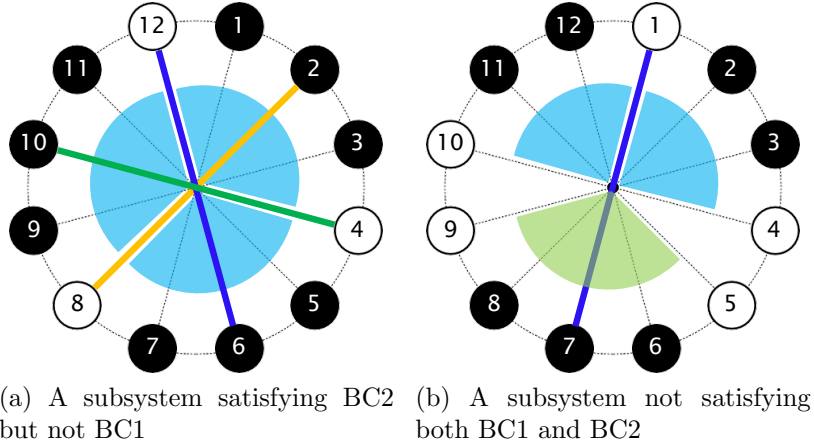 12 1 12 1
11 2 11 2
10 3 10 3
9 4 9 4
8 5 8 5
7 6 7 6
(a) A subsystem satisfying BC2
but not BC1
(b) A subsystem not satisfying
both BC1 and BC2